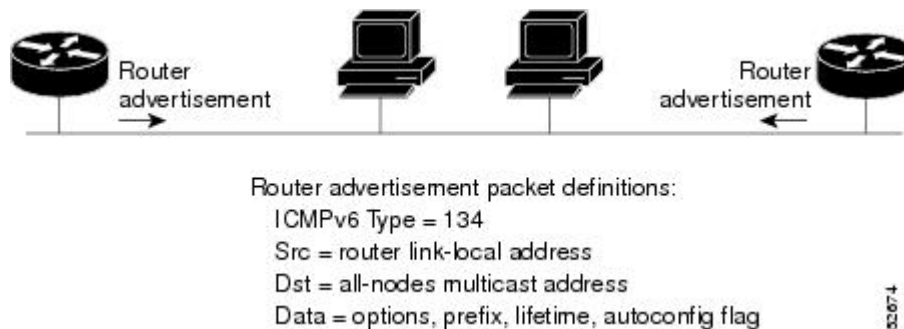 Router
advertisement
Router
advertisement
Router advertisement packet definitions:
ICMPv6 Type = 134
Src = router link-local address
Dst = all-nodes multicast address
Data = options, prefix, lifetime, autoconfig flag
52674